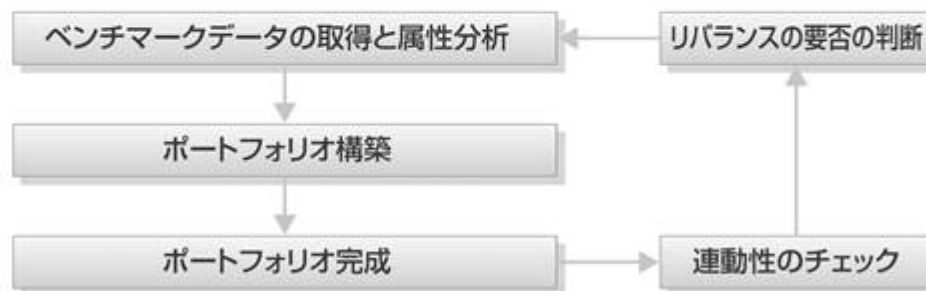 ベンチマークデータの取得と属性分析
リバランスの要否の判断
ポートフォリオ構築
ポートフォリオ完成
連動性のチェック